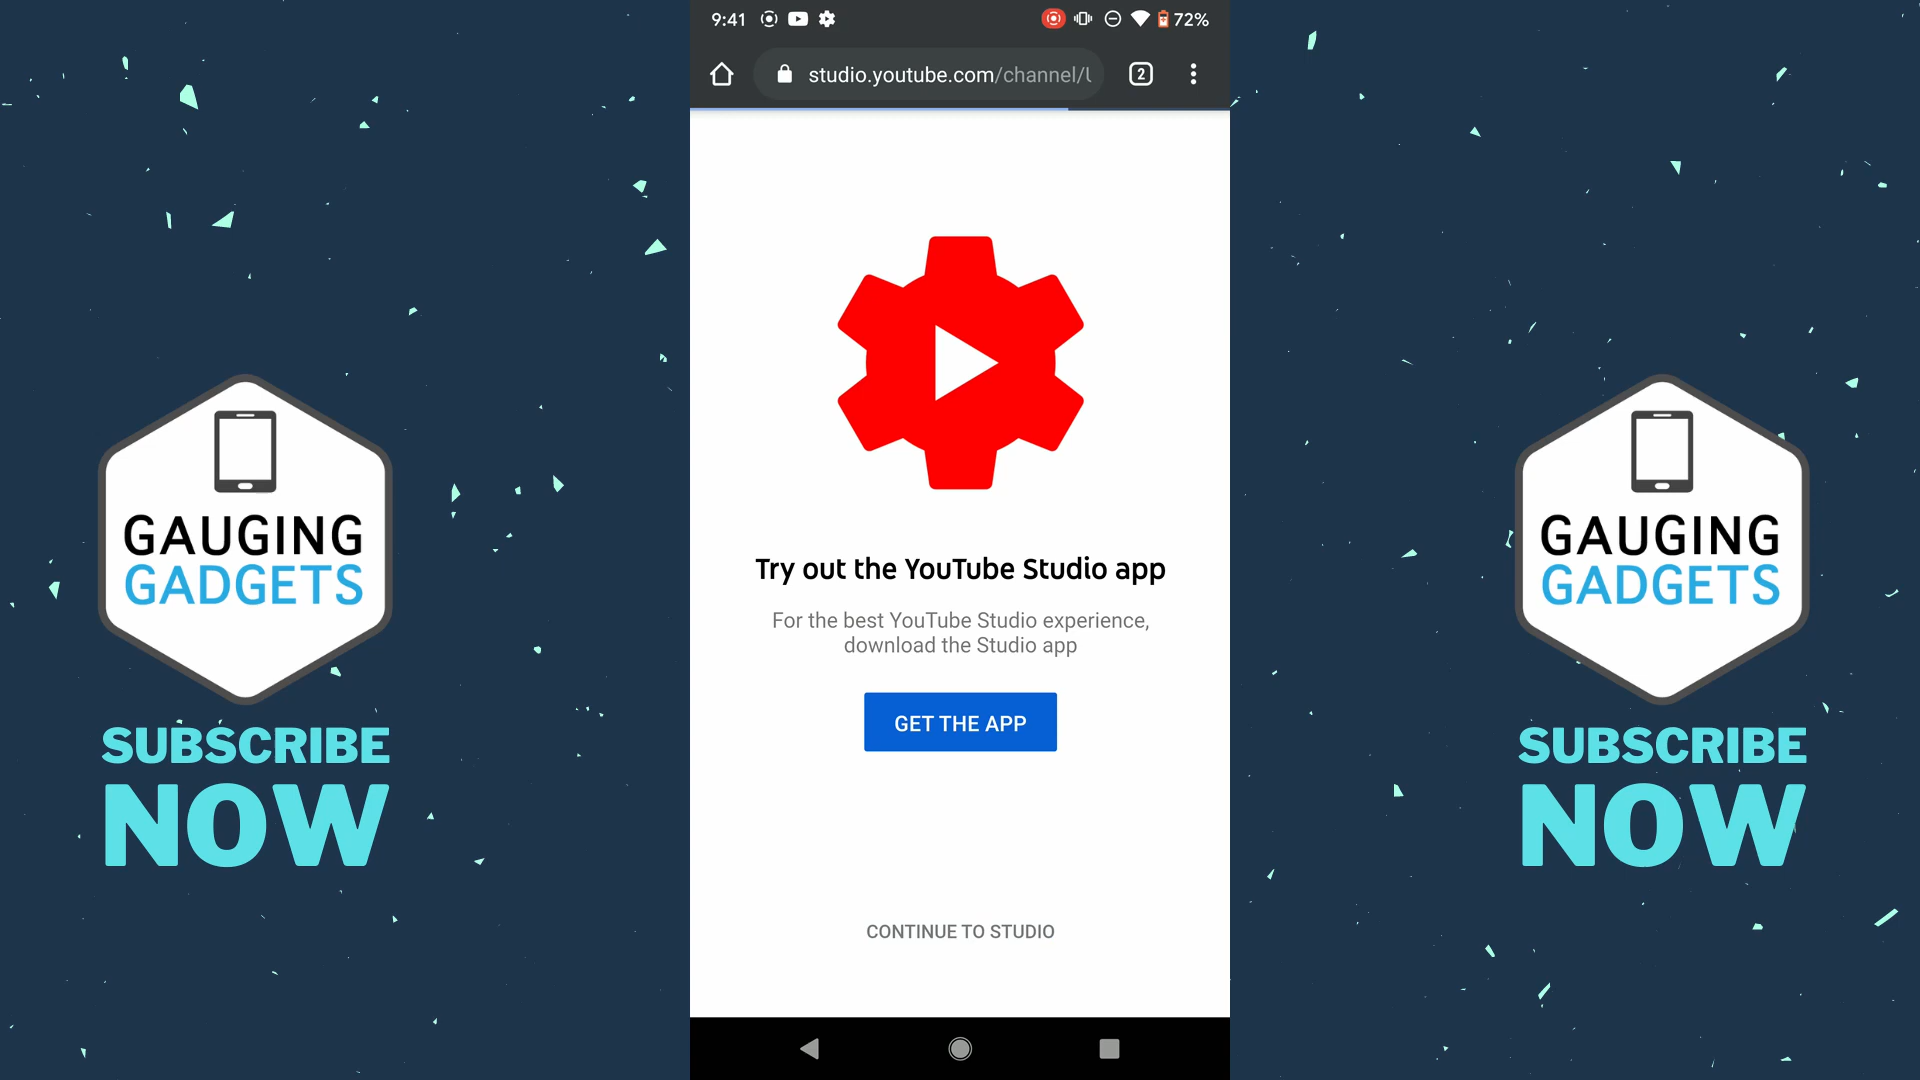 9:41
72%
studio.youtube.com/channel/U
2
GAUGING
GADGETS
SUBSCRIBE
NOW
Try out the YouTube Studio app
For the best YouTube Studio experience,
download the Studio app
GET THE APP
CONTINUE TO STUDIO
GAUGING
GADGETS
SUBSCRIBE
NOW